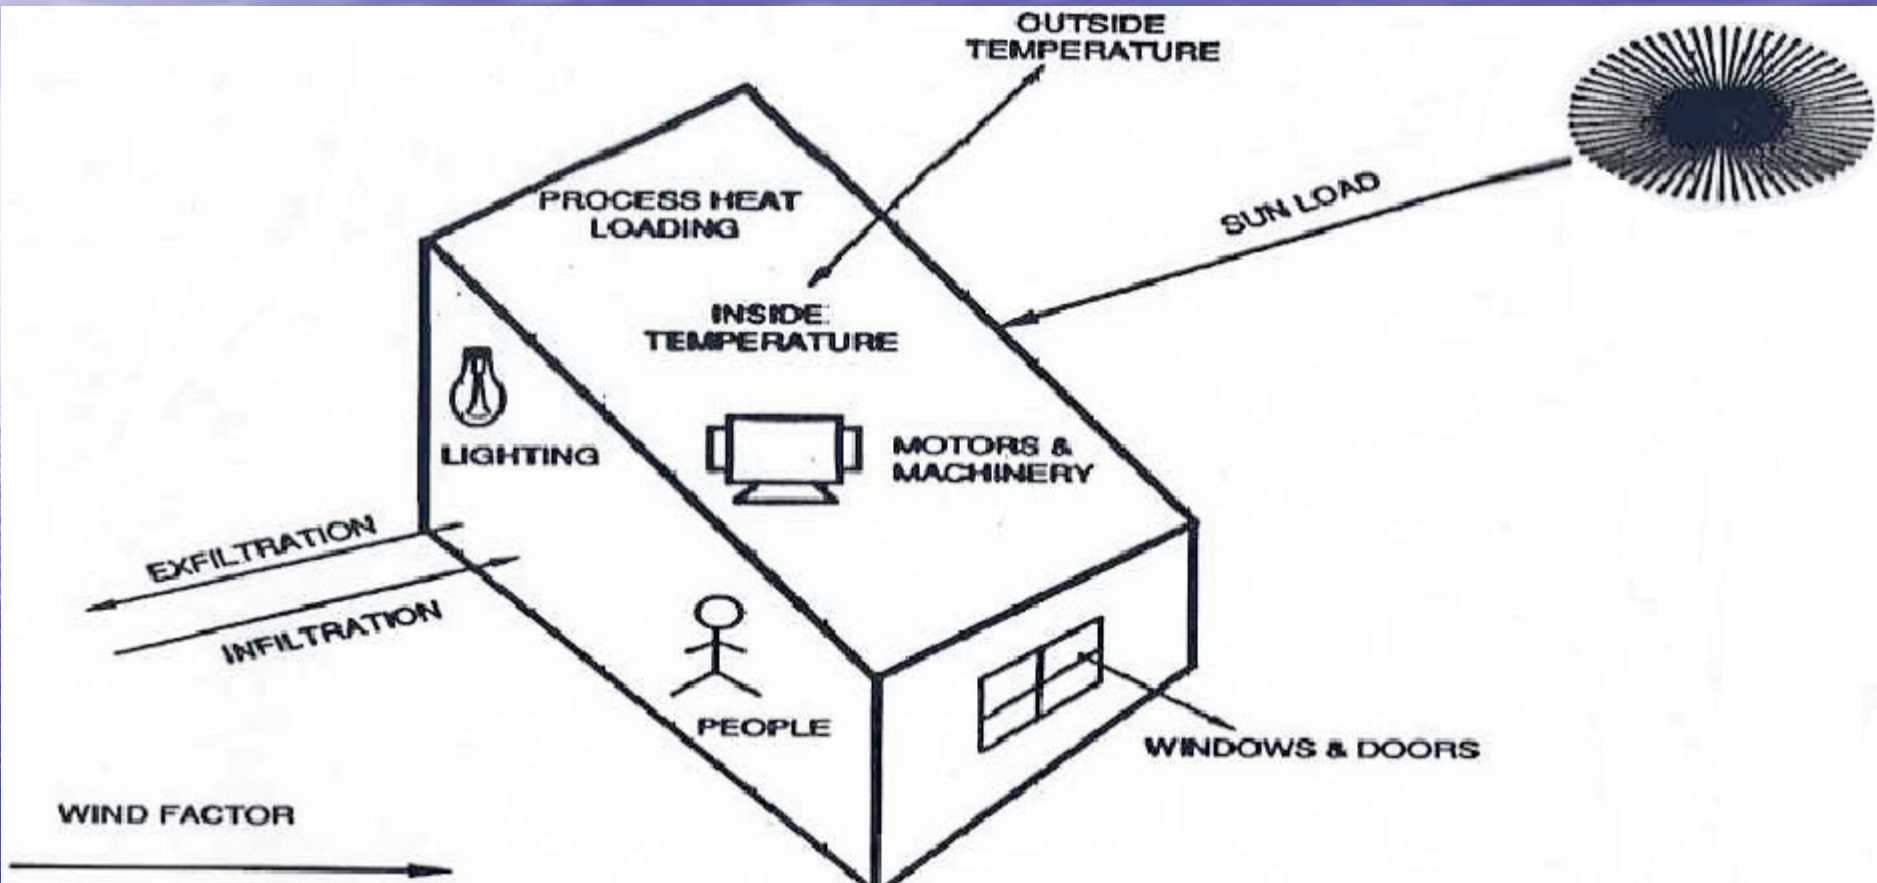 OUTSIDE
TEMPERATURE
SUN LOAD
PROCESS HEAT
LOADING
INSIDE
TEMPERATURE
LIGHTING
MOTORS &
MACHINERY
EXFILTRATION
INFILTRATION
PEOPLE
WINDOWS & DOORS
WIND FACTOR